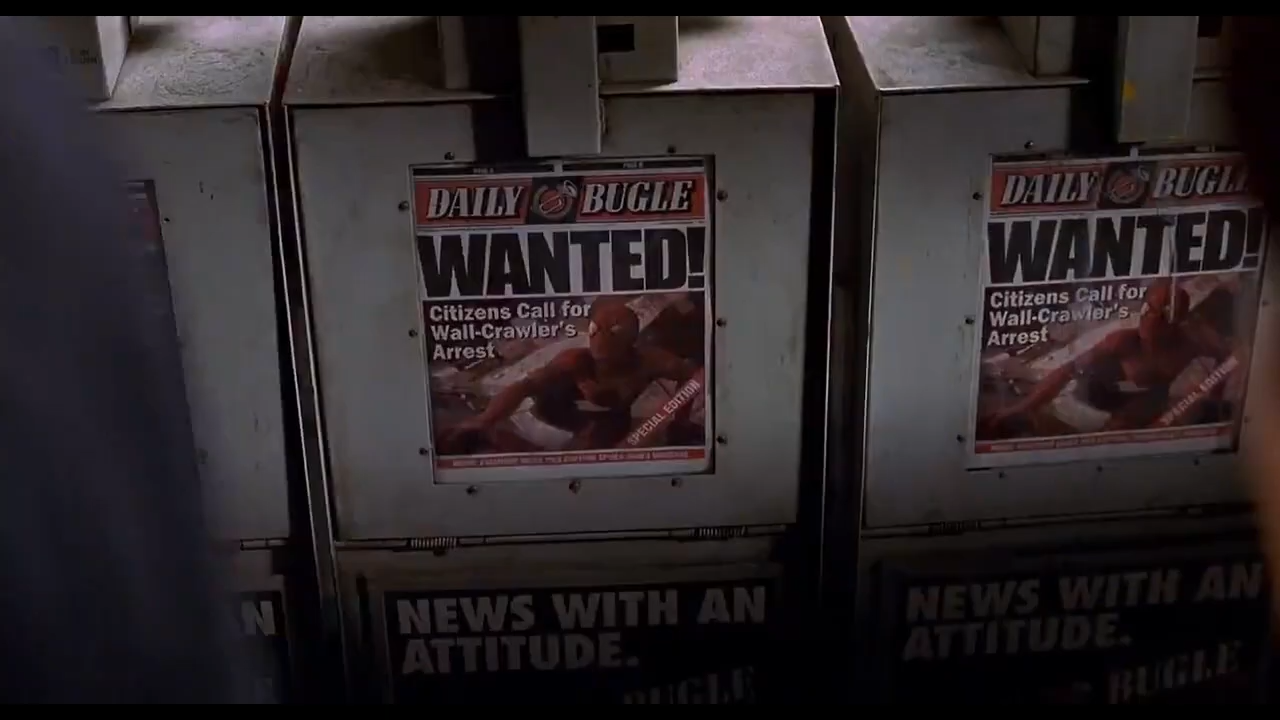 DAILY BUGLE
WANTED!
Citizens Call for
Wall-Crawler's
Arrest
SPECIAL EDITION
NEWS WITH AN
ATTITUDE.
BUGLE
DAILY BUGLE
WANTED!
Citizens Call for
Wall-Crawler's
Arrest
SPECIAL EDITION
NEWS WITH AN
ATTITUDE.
BUGLE